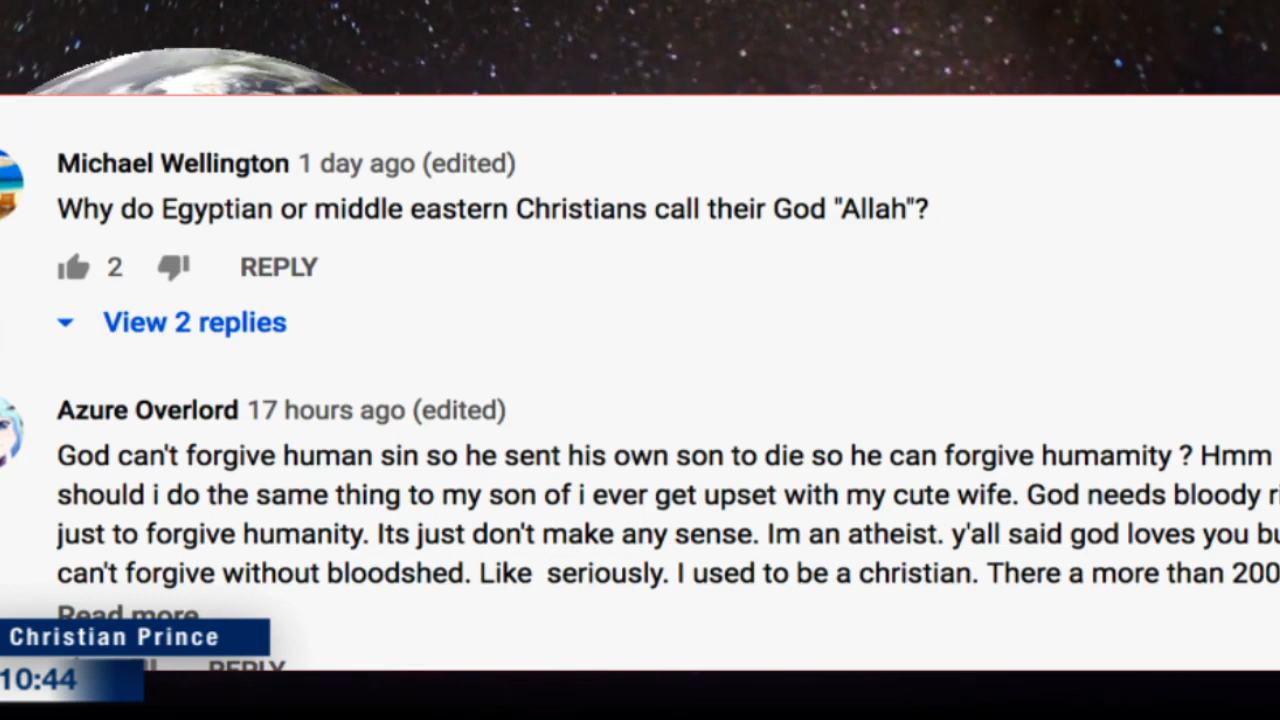 Michael Wellington 1 day ago (edited)
Why do Egyptian or middle eastern Christians call their God "Allah"?
2 REPLY
View 2 replies
Azure Overlord 17 hours ago (edited)
God can't forgive human sin so he sent his own son to die so he can forgive humamity ? Hmm
should i do the same thing to my son of i ever get upset with my cute wife. God needs bloody
just to forgive humanity. Its just don't make any sense. Im an atheist. y'all said god loves you
can't forgive without bloodshed. Like seriously. I used to be a christian. There a more than 200
Read more
Christian Prince
REPLY
10:44